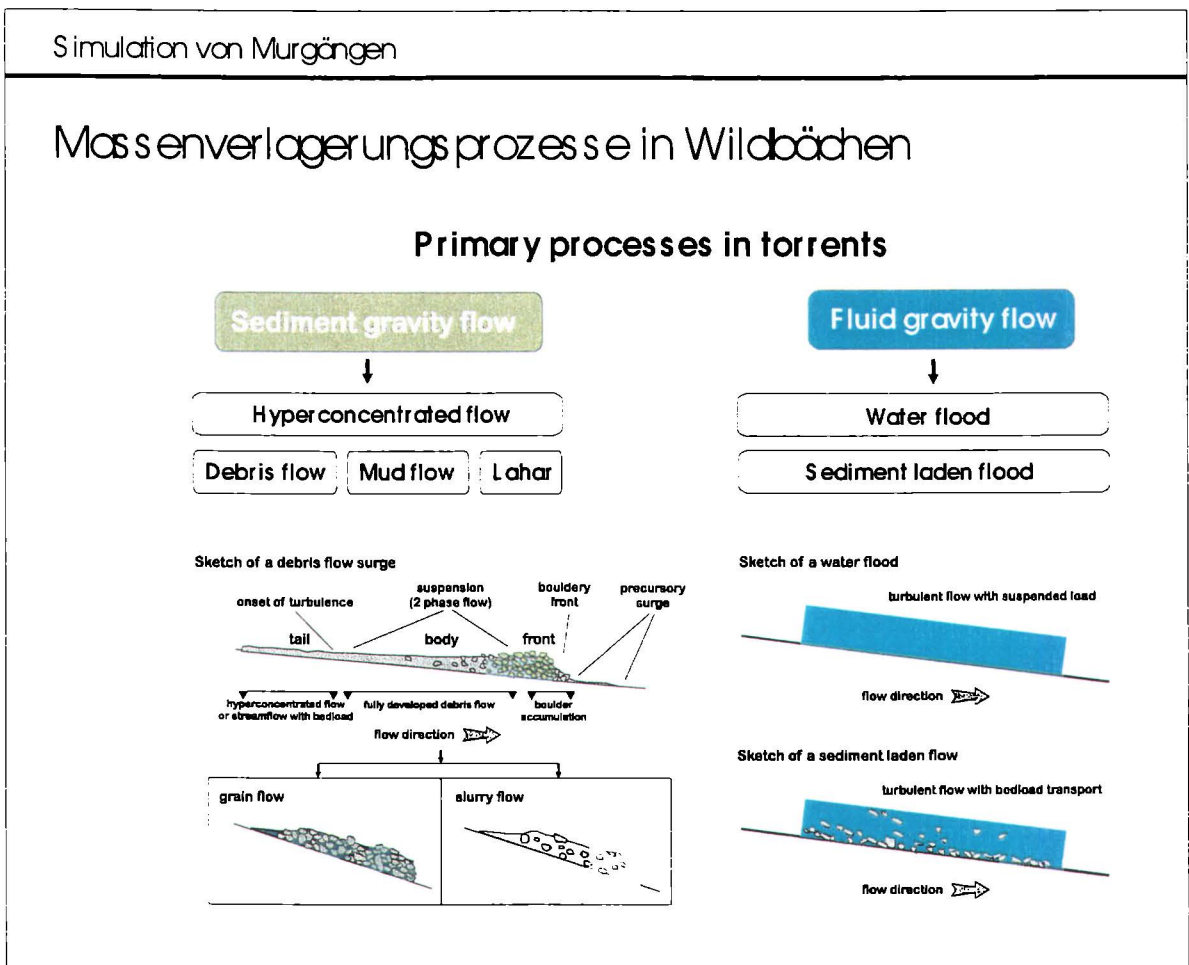 Simulation von Murgängen
Massenverlagerungsprozesse in Wildbächen
Primary processes in torrents
Sediment gravity flow
Hyperconcentrated flow
Debris flow
Mud flow
Lahar
Sketch of a debris flow surge
onset of turbulence
suspension
(2 phase flow)
bouldery
front
precursory
surge
tail
body
front
hyperconcentrated flow
or streamflow with bedload
fully developed debris flow
boulder
accumulation
flow direction
grain flow
slurry flow
Fluid gravity flow
Water flood
Sediment laden flood
Sketch of a water flood
turbulent flow with suspended load
flow direction
Sketch of a sediment laden flow
turbulent flow with bedload transport
flow direction